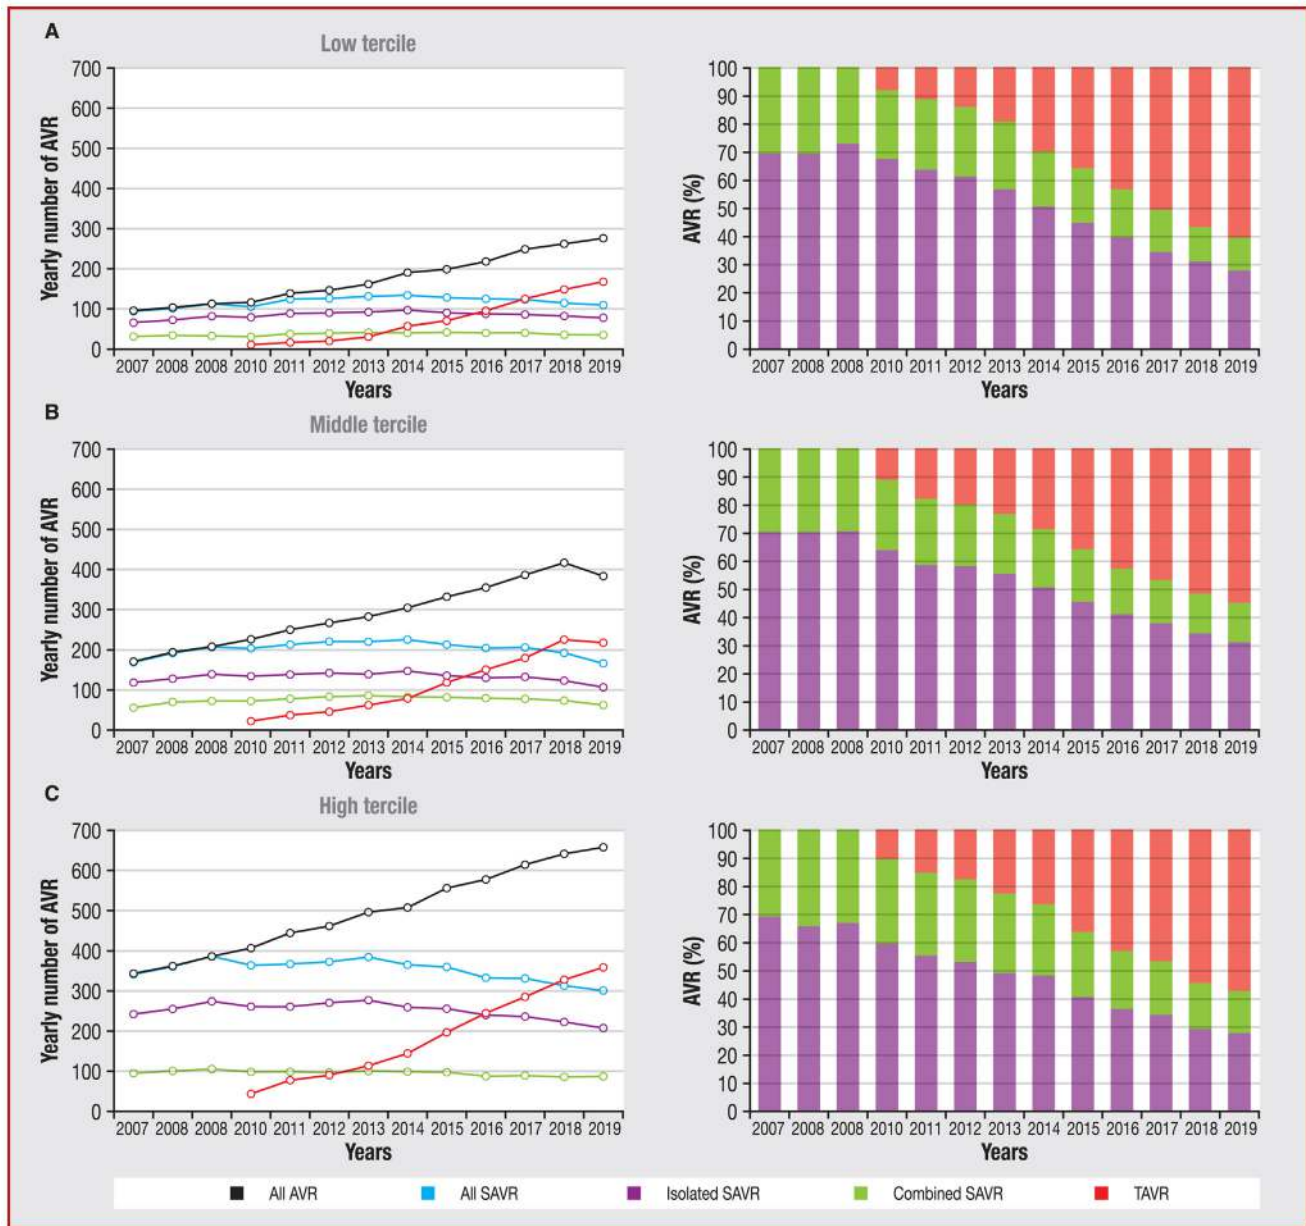 A
Low tercile
Yearly number of AVR
700
600
500
400
300
200
100
0
2007 2008 2008 2010 2011 2012 2013 2014 2015 2016 2017 2018 2019
Years
AVR (%)
100
90
80
70
60
50
40
30
20
10
0
2007 2008 2008 2010 2011 2012 2013 2014 2015 2016 2017 2018 2019
Years
B
Middle tercile
Yearly number of AVR
700
600
500
400
300
200
100
0
2007 2008 2008 2010 2011 2012 2013 2014 2015 2016 2017 2018 2019
Years
AVR (%)
100
90
80
70
60
50
40
30
20
10
0
2007 2008 2008 2010 2011 2012 2013 2014 2015 2016 2017 2018 2019
Years
C
High tercile
Yearly number of AVR
700
600
500
400
300
200
100
0
2007 2008 2008 2010 2011 2012 2013 2014 2015 2016 2017 2018 2019
Years
AVR (%)
100
90
80
70
60
50
40
30
20
10
0
2007 2008 2008 2010 2011 2012 2013 2014 2015 2016 2017 2018 2019
Years
All AVR All SAVR Isolated SAVR Combined SAVR TAVR